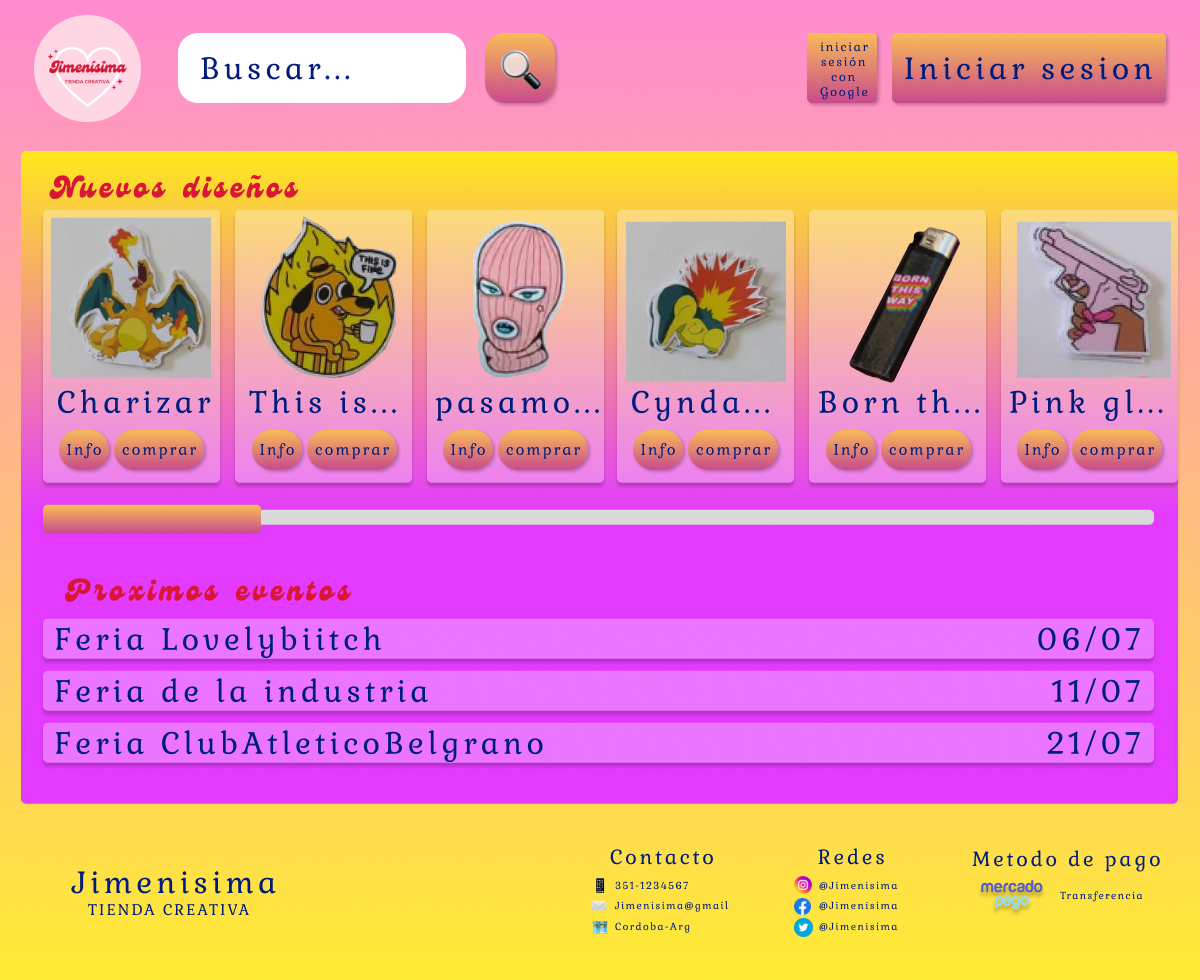 Jimenísima
TIENDA CREATIVA
Buscar...
iniciar
sesión
con
Google
Iniciar sesion
Nuevos diseños
THIS IS
FINE
BORN
THIS
WAY
Charizar
This is...
pasamo...
Cynda...
Born th...
Pink gl...
Info comprar
Info comprar
Info comprar
Info comprar
Info comprar
Info comprar
Proximos eventos
Feria Lovelybiitch 06/07
Feria de la industria 11/07
Feria ClubAtleticoBelgrano 21/07
Jimenisima
TIENDA CREATIVA
Contacto
351-1234567
Jimenisima@gmail
Cordoba-Arg
Redes
@Jimenisima
@Jimenisima
@Jimenisima
Metodo de pago
mercado
pago
Transferencia